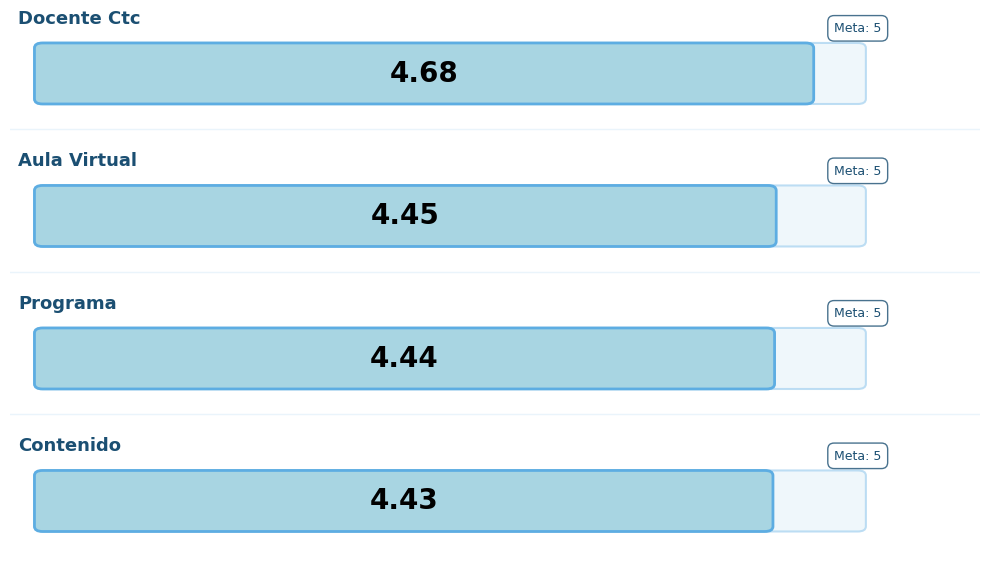 Docente Ctc
Meta: 5
4.68
Aula Virtual
Meta: 5
4.45
Programa
Meta: 5
4.44
Contenido
Meta: 5
4.43